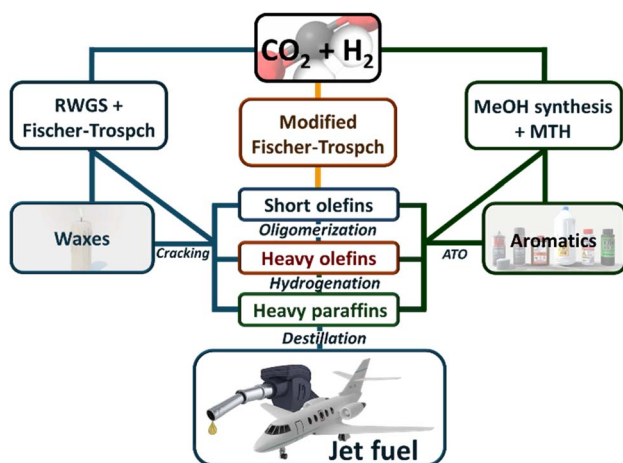 CO₂ + H₂
RWGS +
Fischer-Trospch
Modified
Fischer-Trospch
MeOH synthesis
+ MTH
Waxes
Cracking
Short olefins
Oligomerization
Heavy olefins
Hydrogenation
Heavy paraffins
Destillation
ATO
Aromatics
Jet fuel